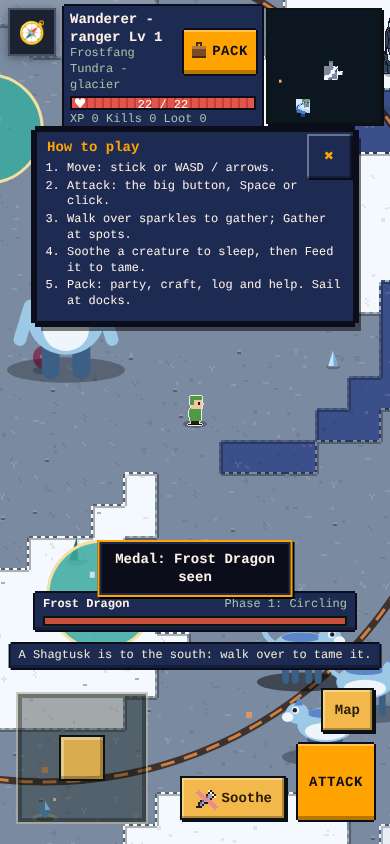 Wanderer -
ranger Lv 1
Frostfang
Tundra -
glacier
PACK
22 / 22
XP 0 Kills 0 Loot 0
How to play
1. Move: stick or WASD / arrows.
2. Attack: the big button, Space or
click.
3. Walk over sparkles to gather; Gather
at spots.
4. Soothe a creature to sleep, then Feed
it to tame.
5. Pack: party, craft, log and help. Sail
at docks.
Medal: Frost Dragon
seen
Frost Dragon
Phase 1: Circling
A Shagtusk is to the south: walk over to tame it.
Map
Soothe
ATTACK